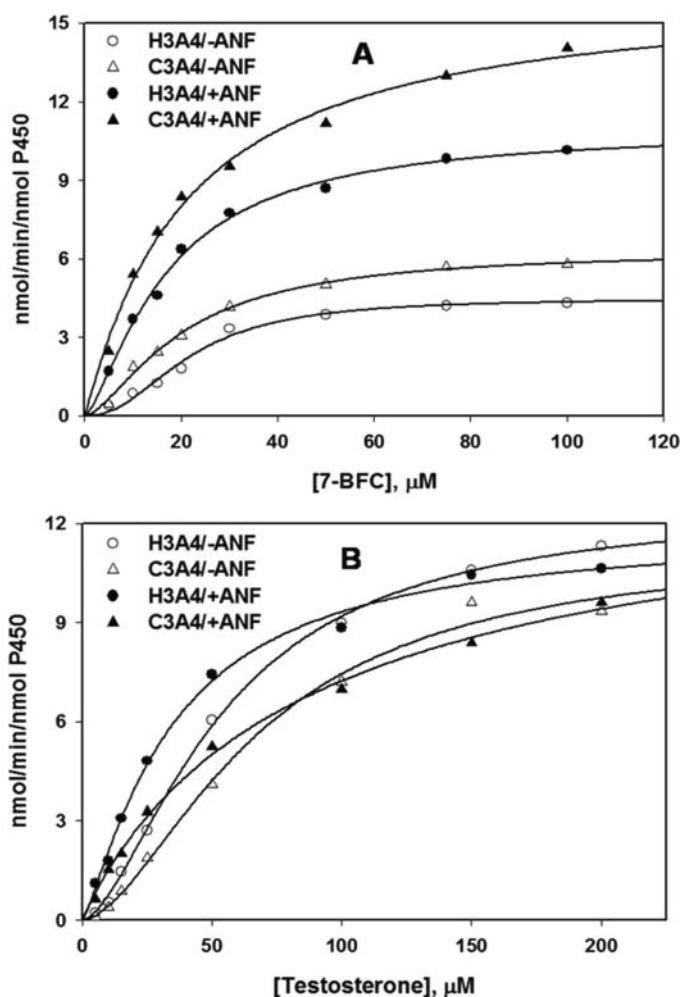 A
H3A4/-ANF
C3A4/-ANF
H3A4/+ANF
C3A4/+ANF
nmol/min/nmol P450
15
12
9
6
3
0
0 20 40 60 80 100 120
[7-BFC], μM
B
H3A4/-ANF
C3A4/-ANF
H3A4/+ANF
C3A4/+ANF
nmol/min/nmol P450
12
9
6
3
0
0 50 100 150 200
[Testosterone], μM